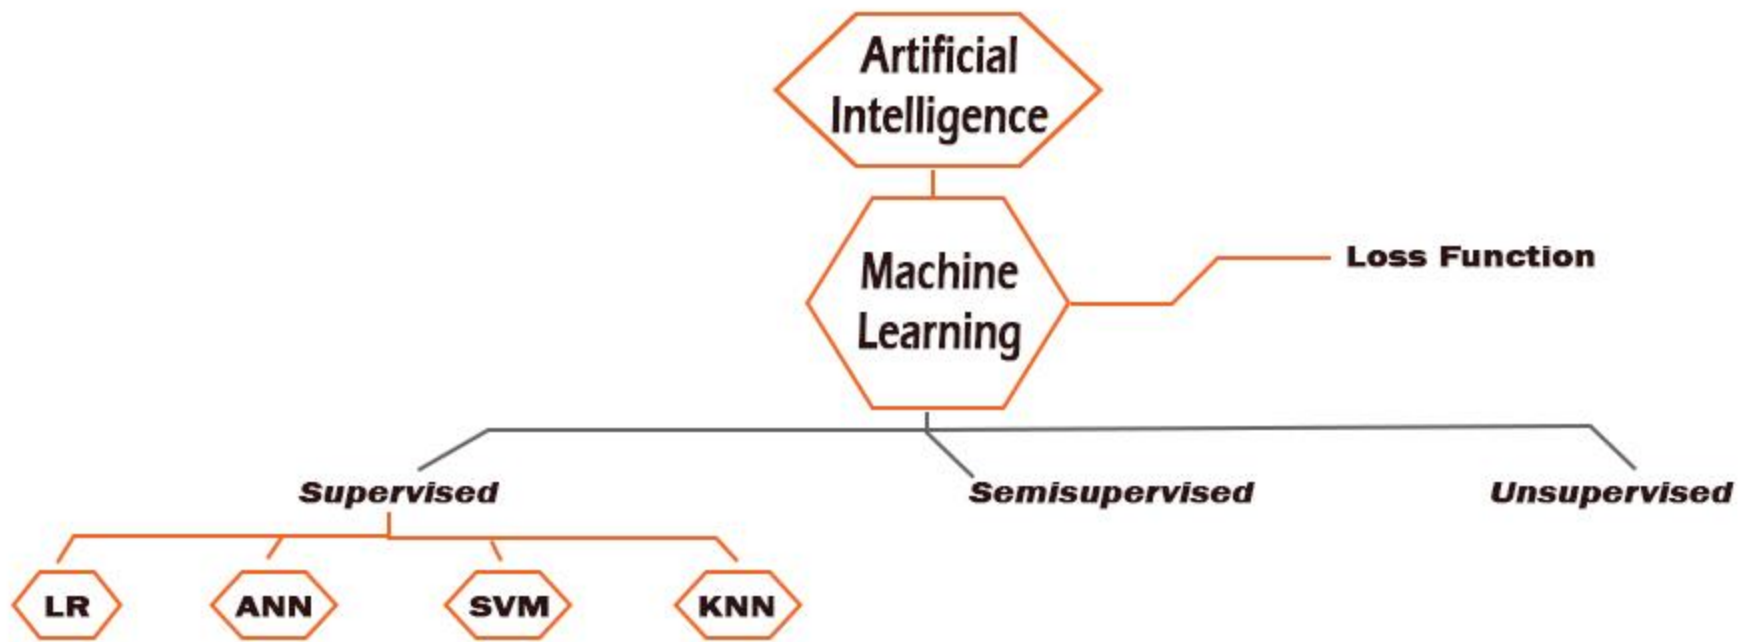 Artificial
Intelligence
Machine
Learning
Loss Function
Supervised
Semisupervised
Unsupervised
LR
ANN
SVM
KNN